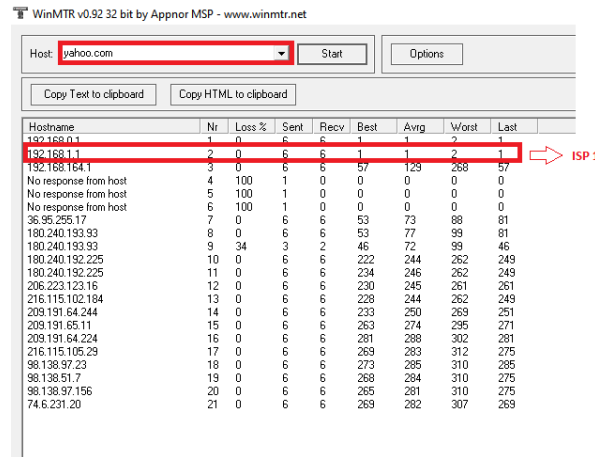 WinMTR v0.92 32 bit by Appnor MSP - www.winmtr.net
Host: yahoo.com Start Options
Copy Text to clipboard Copy HTML to clipboard
Hostname Nr Loss % Sent Recv Best Avrg Worst Last
192.168.0.1 1 0 6 6 1 1 2 1
192.168.1.1 2 0 6 6 1 1 2 1 ISP 1
192.168.164.1 3 0 6 6 57 129 268 57
No response from host 4 100 1 0 0 0 0 0
No response from host 5 100 1 0 0 0 0 0
No response from host 6 100 1 0 0 0 0 0
36.95.255.17 7 0 6 6 53 73 88 81
180.240.193.93 8 0 6 6 53 77 99 81
180.240.193.93 9 34 3 2 46 72 99 46
180.240.192.225 10 0 6 6 222 244 262 249
180.240.192.225 11 0 6 6 234 246 262 249
206.223.123.16 12 0 6 6 230 245 261 261
216.115.102.184 13 0 6 6 228 244 262 249
209.191.64.244 14 0 6 6 233 250 269 251
209.191.65.11 15 0 6 6 263 274 295 271
209.191.64.224 16 0 6 6 281 288 302 281
216.115.105.29 17 0 6 6 269 283 312 275
98.138.97.23 18 0 6 6 273 285 310 285
98.138.51.7 19 0 6 6 268 284 310 275
98.138.97.156 20 0 6 6 265 281 310 275
74.6.231.20 21 0 6 6 269 282 307 269